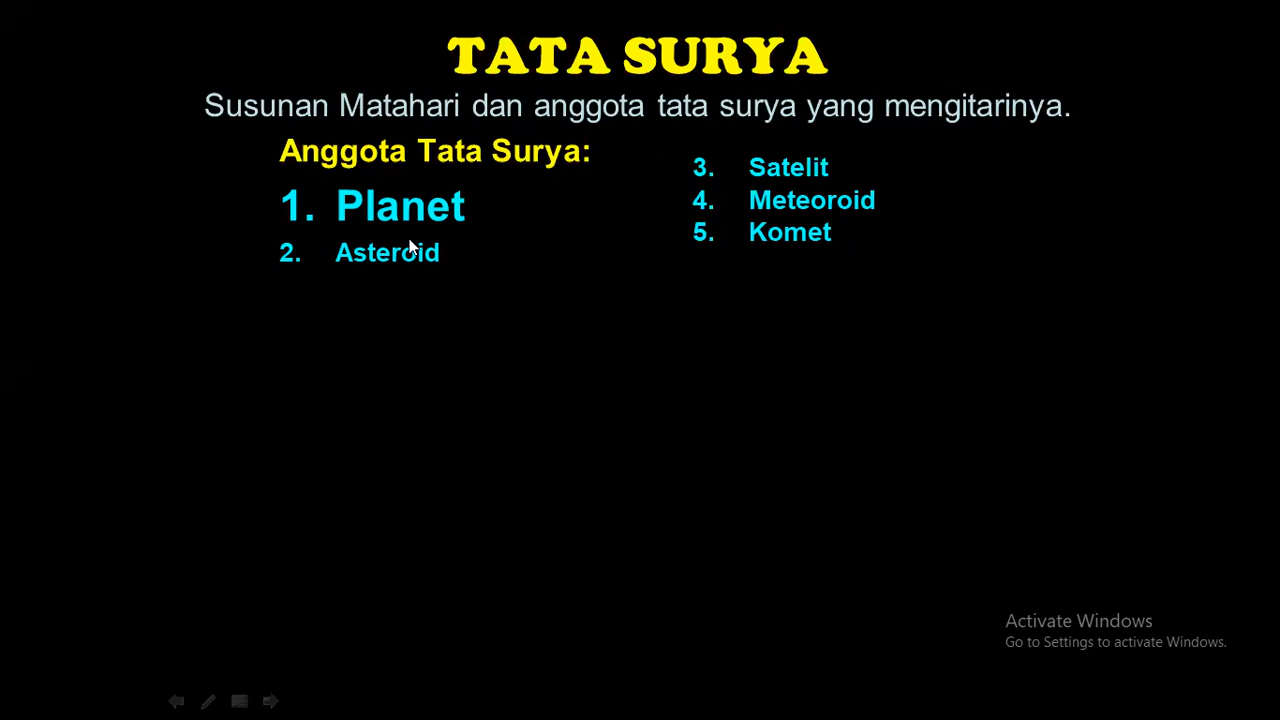 TATA SURYA
Susunan Matahari dan anggota tata surya yang mengitarinya.
Anggota Tata Surya:
1. Planet
2. Asteroid
3. Satelit
4. Meteoroid
5. Komet
Activate Windows
Go to Settings to activate Windows.